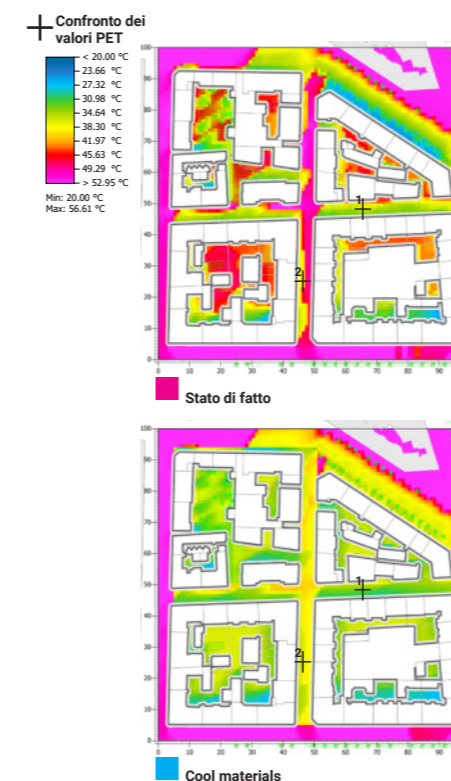 Confronto dei
valori PET
< 20.00 °C
23.66 °C
27.32 °C
30.98 °C
34.64 °C
38.30 °C
41.97 °C
45.63 °C
49.29 °C
> 52.95 °C
Min: 20.00 °C
Max: 56.61 °C
100
90
80
70
60
50
40
30
20
10
0
1
2
0 10 20 30 40 50 60 70 80 90
Stato di fatto
100
90
80
70
60
50
40
30
20
10
0
1
2
0 10 20 30 40 50 60 70 80 90
Cool materials